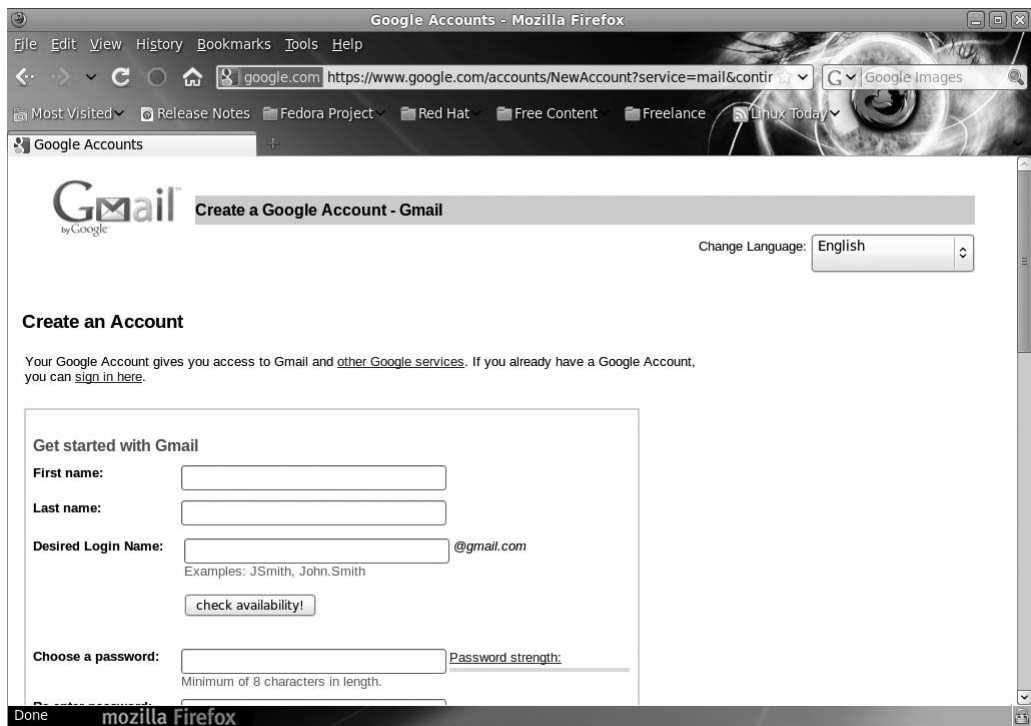 Google Accounts - Mozilla Firefox
File Edit View History Bookmarks Tools Help
google.com https://www.google.com/accounts/NewAccount?service=mail&contir G Google Images
Most Visited Release Notes Fedora Project Red Hat Free Content Freelance Linux Today
Google Accounts
Gmail™
by Google™
Create a Google Account - Gmail
Change Language: English
Create an Account
Your Google Account gives you access to Gmail and other Google services. If you already have a Google Account,
you can sign in here.
Get started with Gmail
First name:
Last name:
Desired Login Name: @gmail.com
Examples: JSmith, John.Smith
check availability!
Choose a password: Password strength:
Minimum of 8 characters in length.
Re-enter password:
Done mozilla Firefox